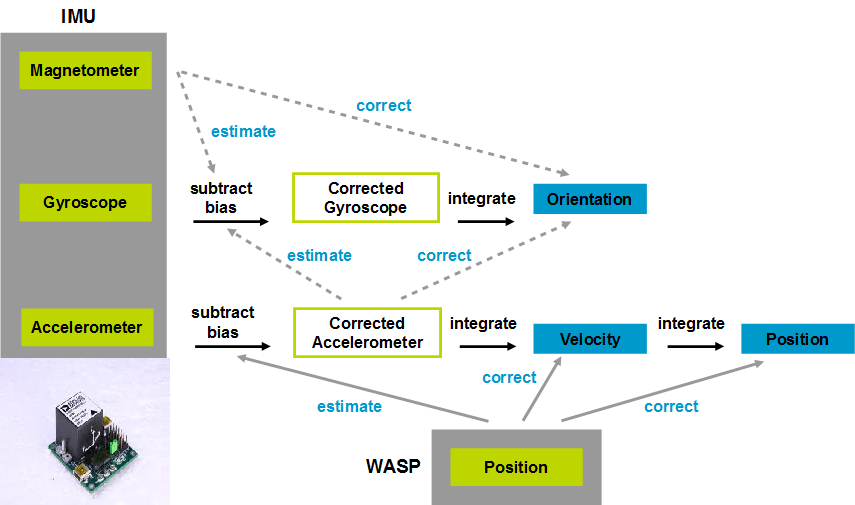 IMU
Magnetometer
correct
estimate
subtract
bias
Corrected
Gyroscope
integrate
Gyroscope
Orientation
estimate
correct
subtract
bias
Corrected
Accelerometer
integrate
integrate
Accelerometer
Velocity
Position
correct
estimate
correct
WASP
Position